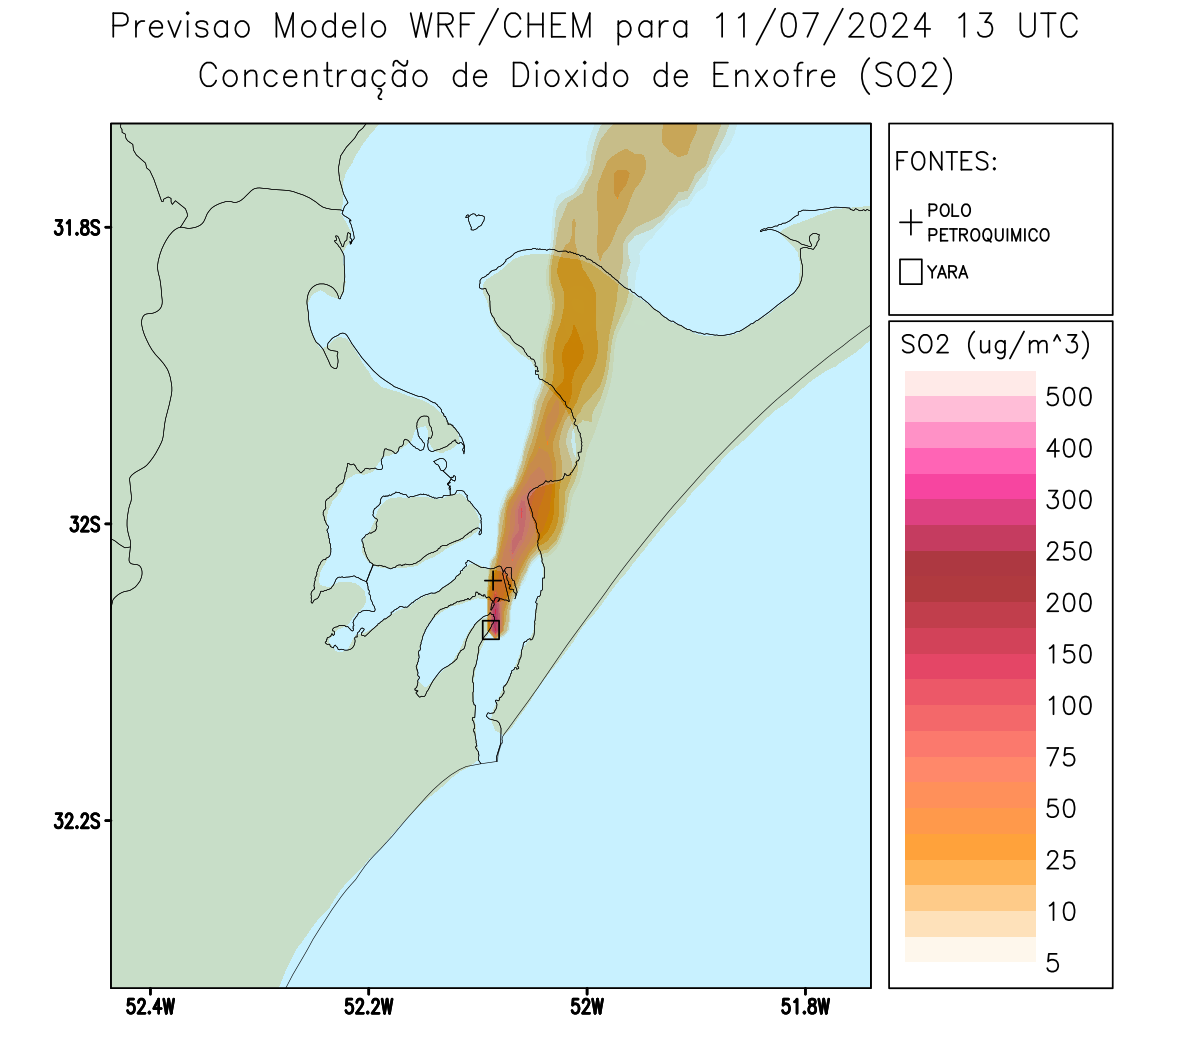 Previsao Modelo WRF/CHEM para 11/07/2024 13 UTC
Concentração de Dioxido de Enxofre (SO2)
FONTES:
POLO
PETROQUIMICO
YARA
SO2 (ug/m^3)
500
400
300
250
200
150
100
75
50
25
10
5
31.8S
32S
32.2S
52.4W
52.2W
52W
51.8W